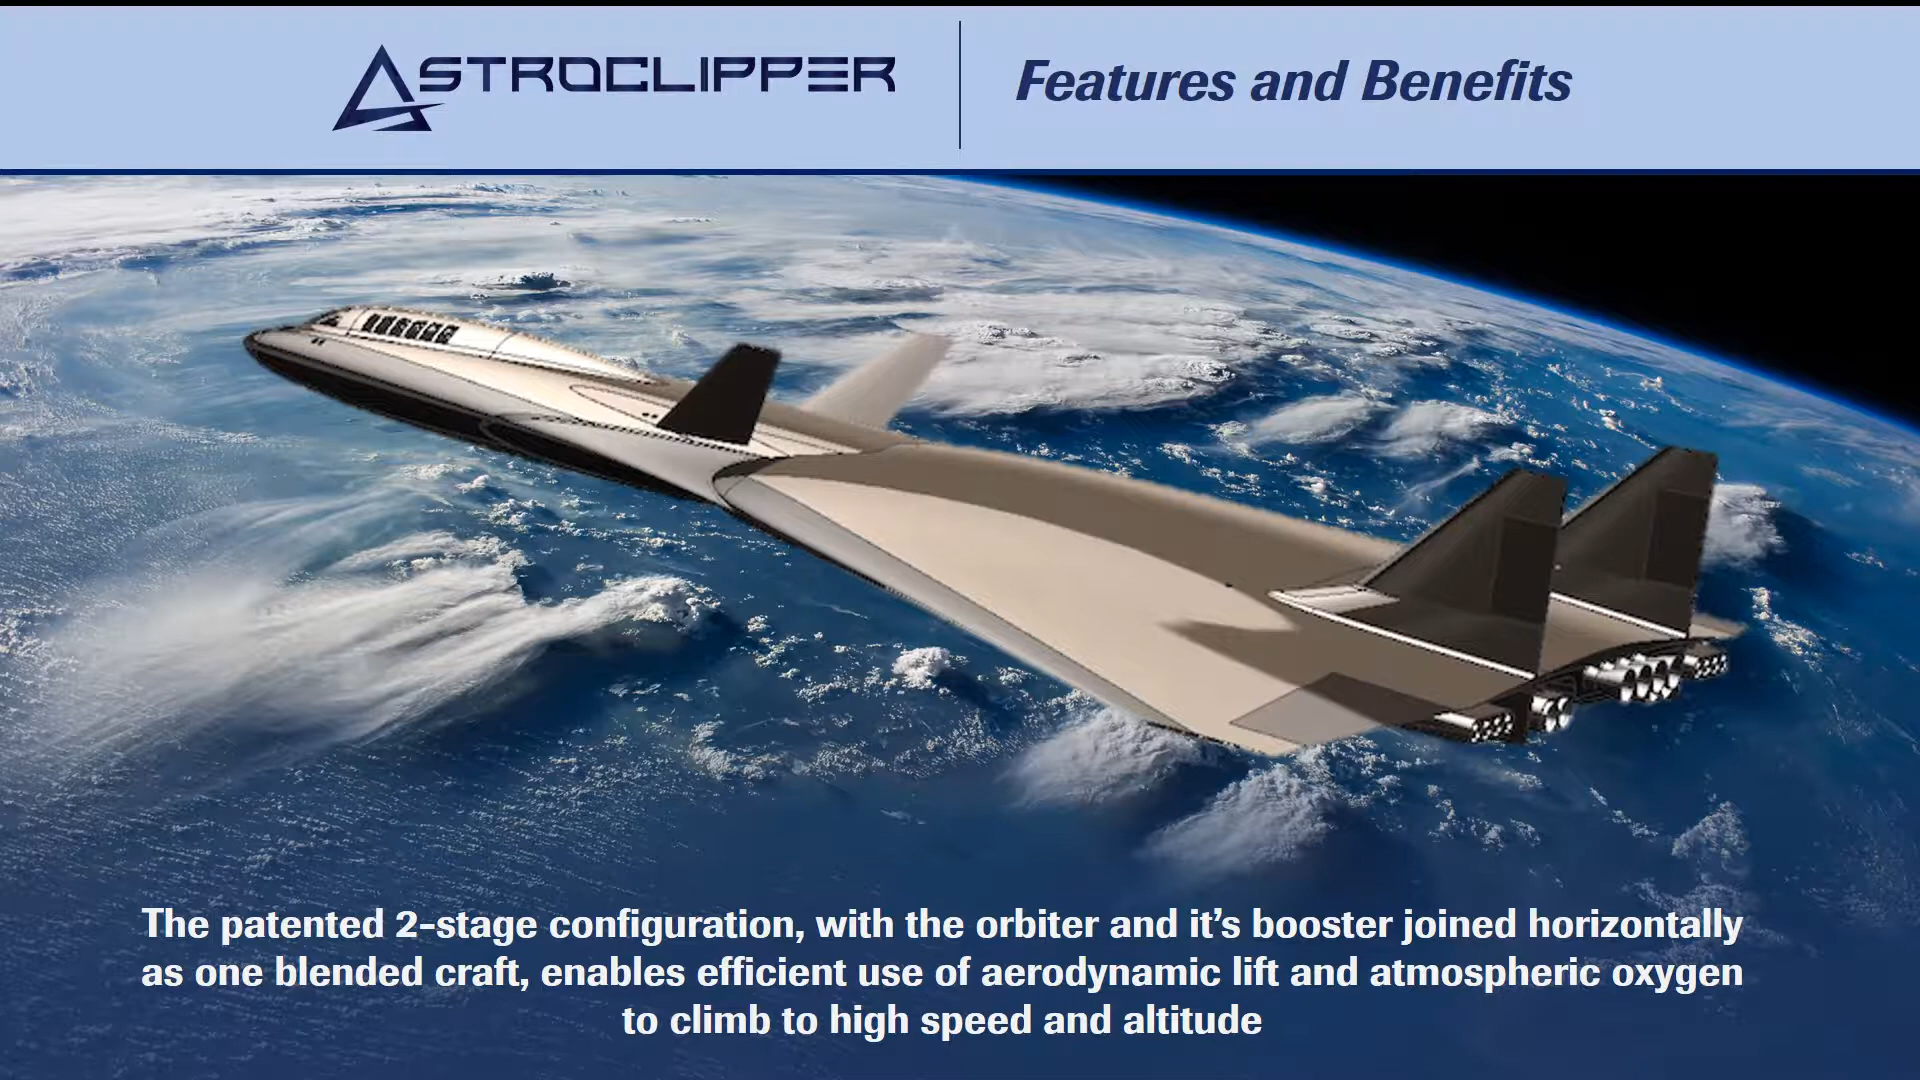 ASTROCLIPPER
Features and Benefits
The patented 2-stage configuration, with the orbiter and it's booster joined horizontally
as one blended craft, enables efficient use of aerodynamic lift and atmospheric oxygen
to climb to high speed and altitude